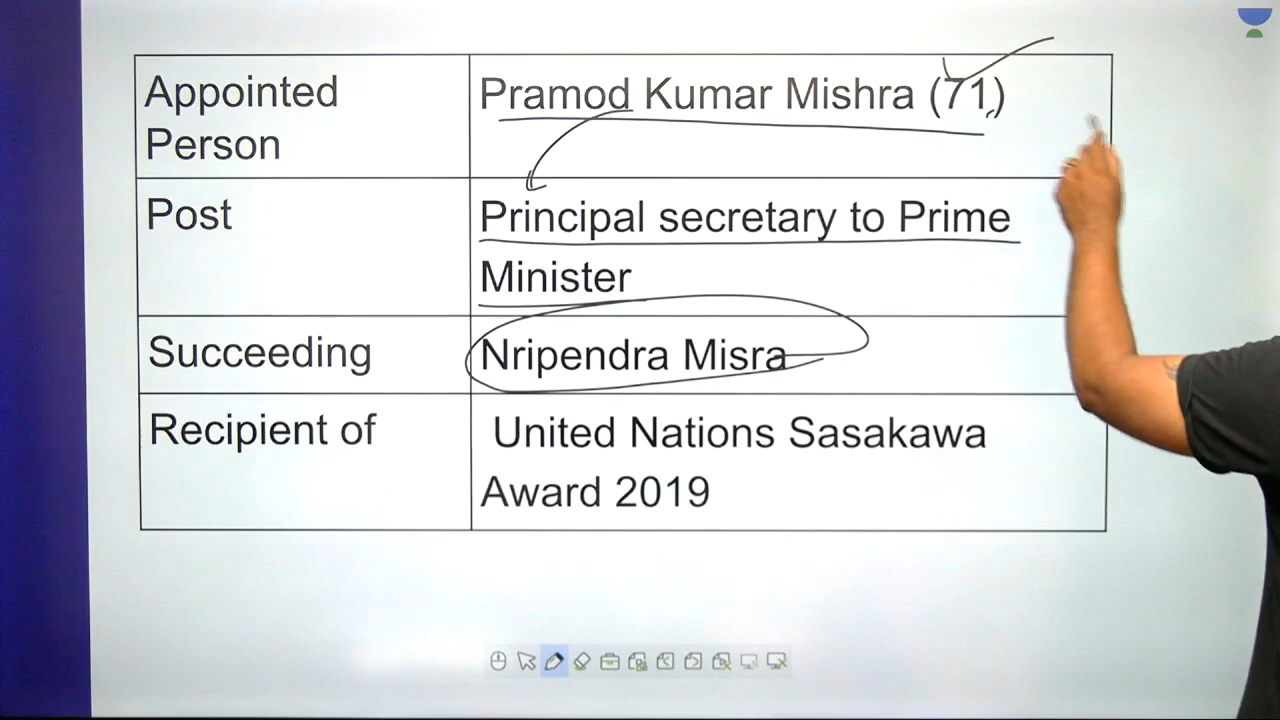 Appointed
Person
Pramod Kumar Mishra (71)
Post
Principal secretary to Prime
Minister
Succeeding
Nripendra Misra
Recipient of
United Nations Sasakawa
Award 2019